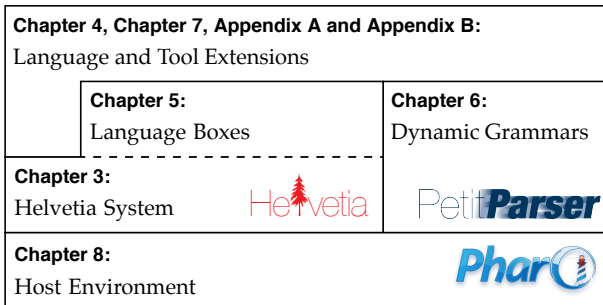 Chapter 4, Chapter 7, Appendix A and Appendix B:
Language and Tool Extensions
Chapter 5:
Language Boxes
Chapter 6:
Dynamic Grammars
Chapter 3:
Helvetia System
Helvetia
PetitParser
Chapter 8:
Host Environment
Pharo